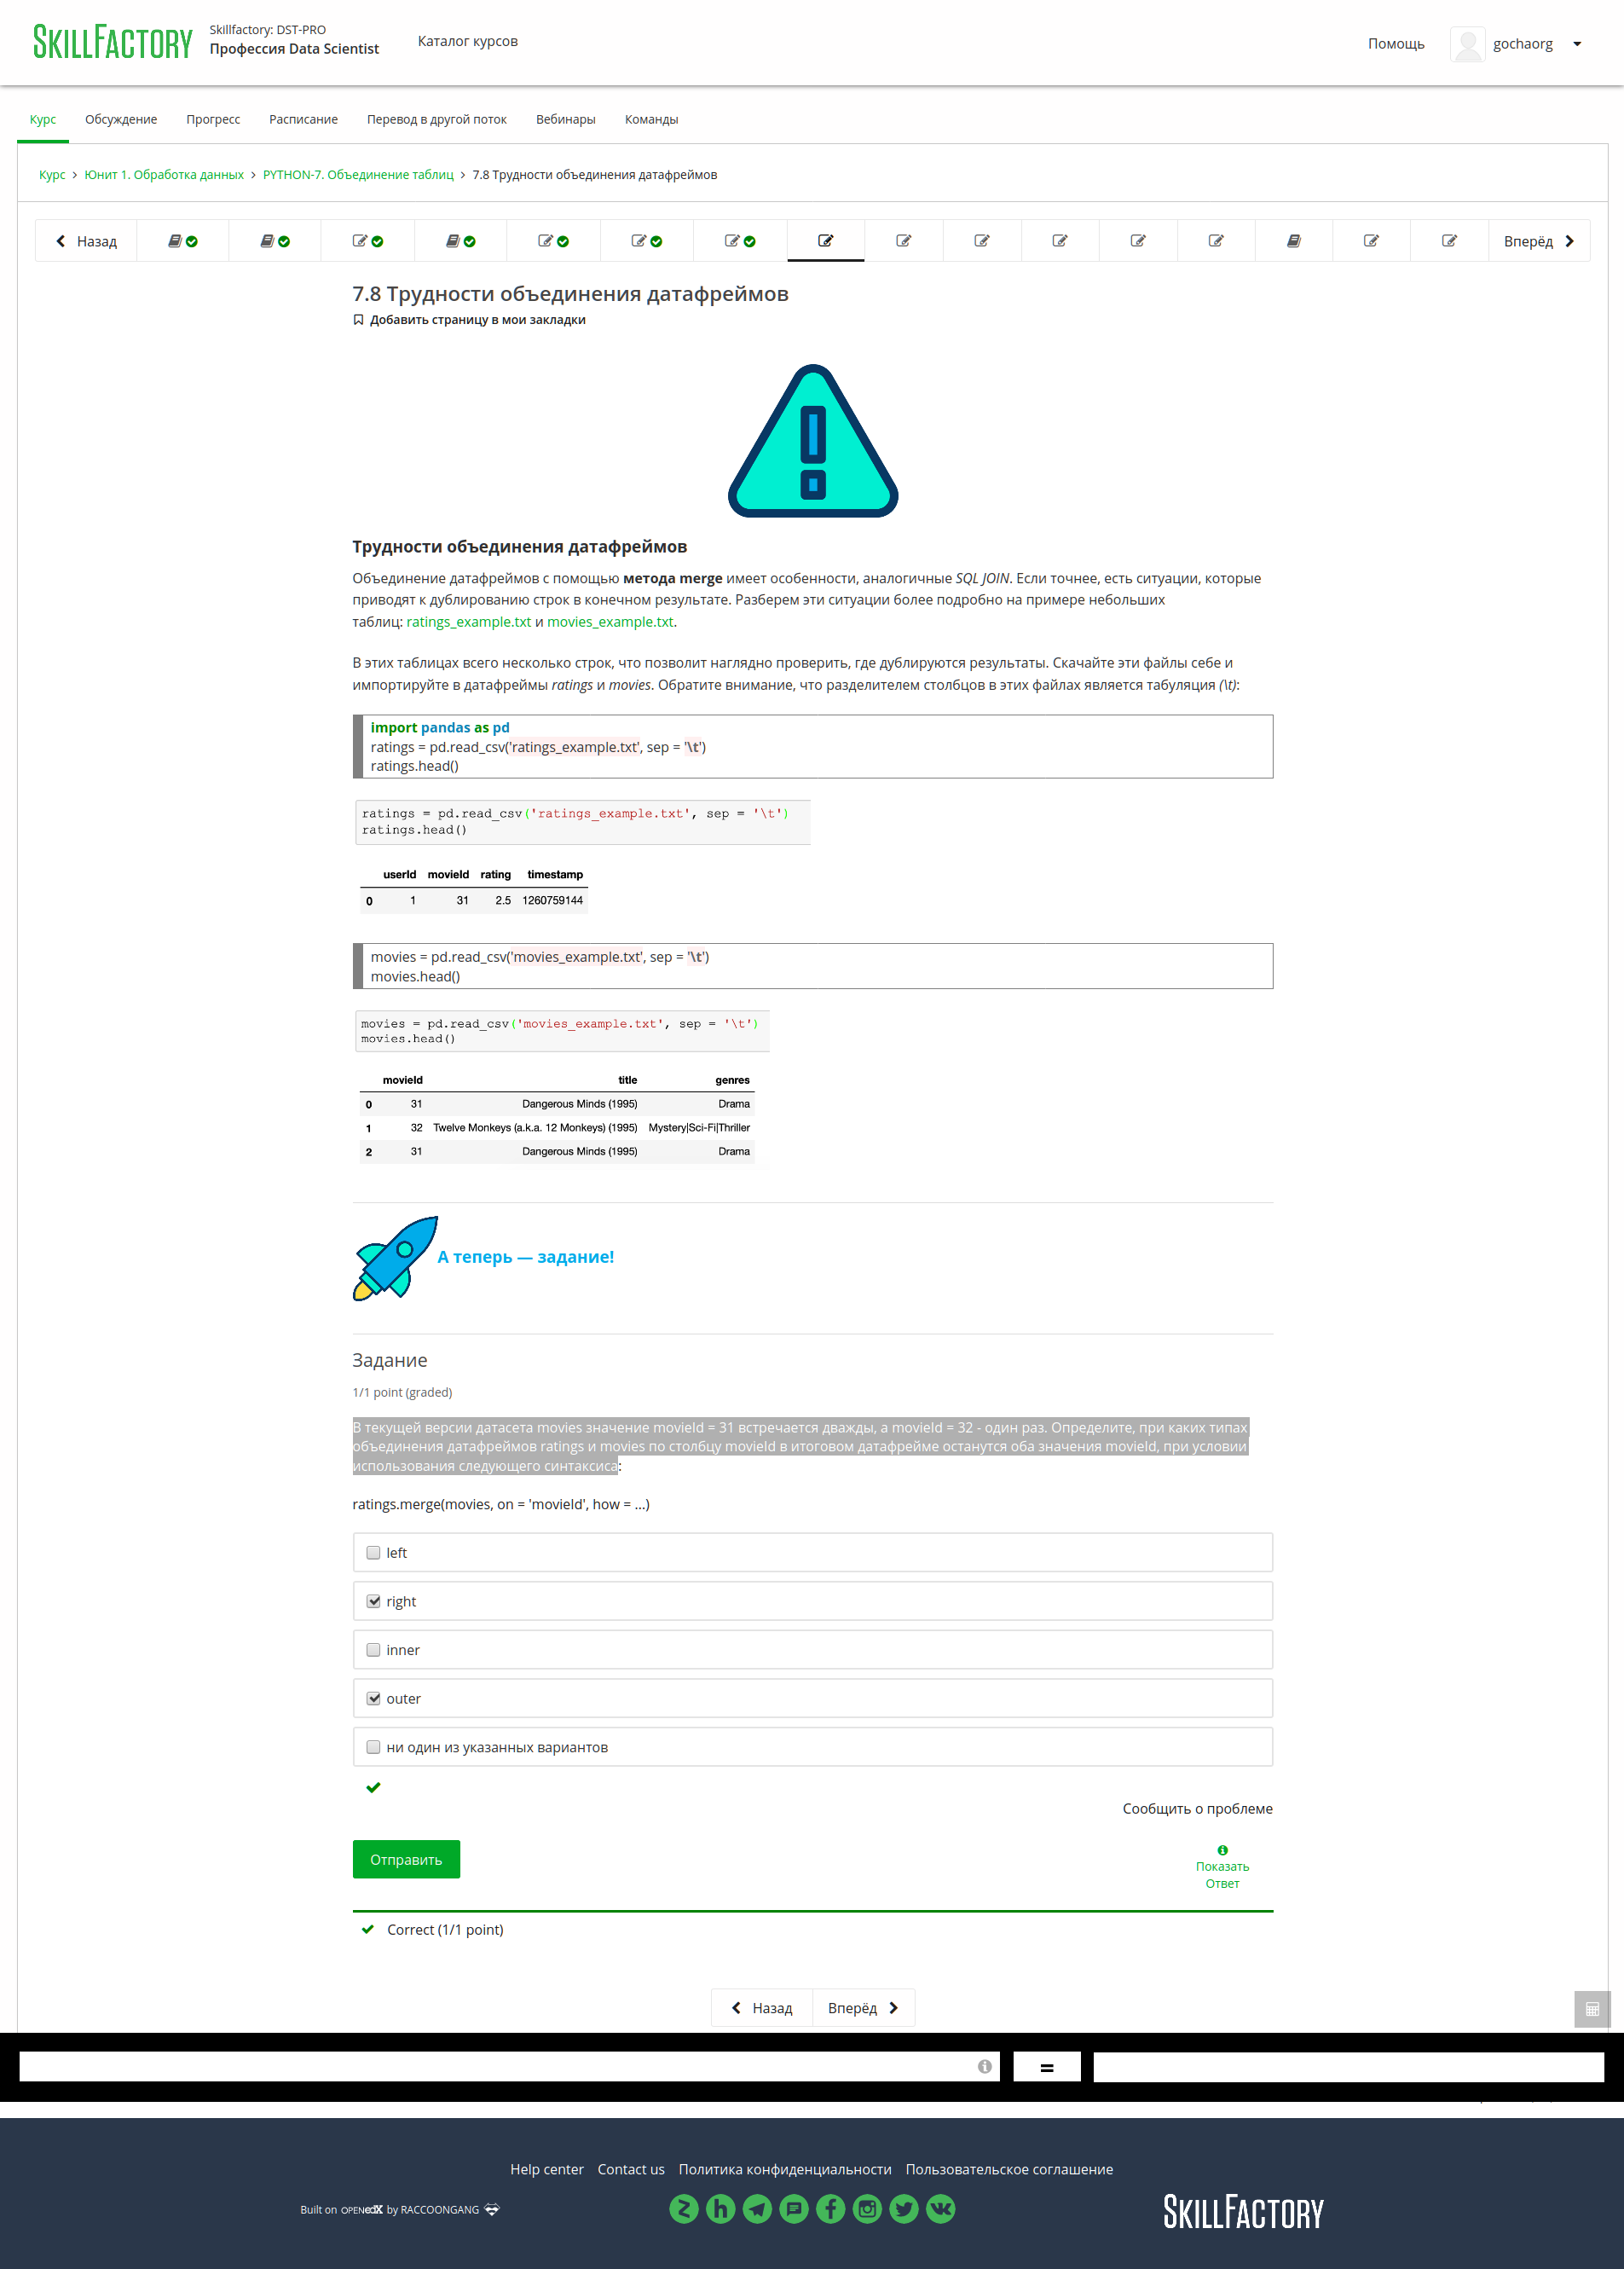 SKILLFACTORY
Skillfactory: DST-PRO
Профессия Data Scientist
Каталог курсов
Помощь
gochaorg
Курс
Обсуждение
Прогресс
Расписание
Перевод в другой поток
Вебинары
Команды
Курс > Юнит 1. Обработка данных > PYTHON-7. Объединение таблиц > 7.8 Трудности объединения датафреймов
Назад
Вперёд
7.8 Трудности объединения датафреймов
Добавить страницу в мои закладки
Трудности объединения датафреймов
Объединение датафреймов с помощью метода merge имеет особенности, аналогичные SQL JOIN. Если точнее, есть ситуации, которые
приводят к дублированию строк в конечном результате. Разберем эти ситуации более подробно на примере небольших
таблиц: ratings_example.txt и movies_example.txt.
В этих таблицах всего несколько строк, что позволит наглядно проверить, где дублируются результаты. Скачайте эти файлы себе и
импортируйте в датафреймы ratings и movies. Обратите внимание, что разделителем столбцов в этих файлах является табуляция (\t):
import pandas as pd
ratings = pd.read_csv('ratings_example.txt', sep = '\t')
ratings.head()
ratings = pd.read_csv('ratings_example.txt', sep = '\t')
ratings.head()
userId movieId rating timestamp
0 1 31 2.5 1260759144
movies = pd.read_csv('movies_example.txt', sep = '\t')
movies.head()
movies = pd.read_csv('movies_example.txt', sep = '\t')
movies.head()
movieId title genres
0 31 Dangerous Minds (1995) Drama
1 32 Twelve Monkeys (a.k.a. 12 Monkeys) (1995) Mystery|Sci-Fi|Thriller
2 31 Dangerous Minds (1995) Drama
А теперь — задание!
Задание
1/1 point (graded)
В текущей версии датасета movies значение movieId = 31 встречается дважды, а movieId = 32 - один раз. Определите, при каких типах
объединения датафреймов ratings и movies по столбцу movieId в итоговом датафрейме останутся оба значения movieId, при условии
использования следующего синтаксиса:
ratings.merge(movies, on = 'movieId', how = ...)
left
right
inner
outer
ни один из указанных вариантов
Сообщить о проблеме
Отправить
Показать
Ответ
Correct (1/1 point)
Назад
Вперёд
=
Help center
Contact us
Политика конфиденциальности
Пользовательское соглашение
Built on OPENedX by RACCOONGANG
SKILLFACTORY